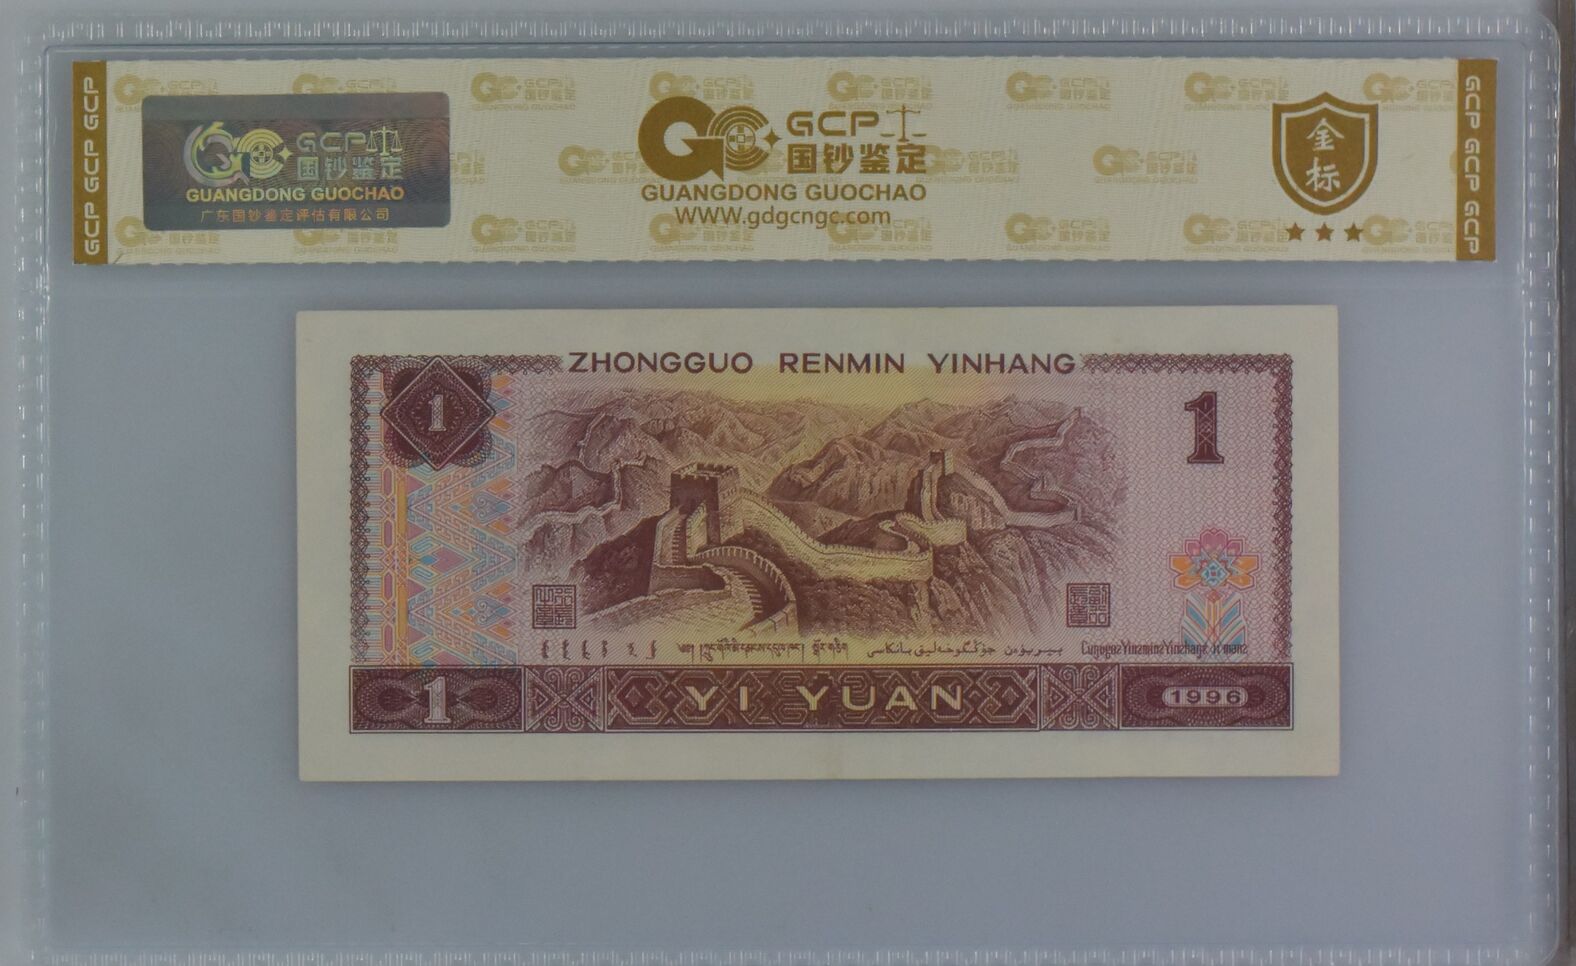 GCP GCP GCP
GCP
国钞鉴定
GUANGDONG GUOCHAO
广东国钞鉴定评估有限公司
GCP
国钞鉴定
GUANGDONG GUOCHAO
WWW.gdgcngc.com
金标
GCP GCP GCP
ZHONGGUO RENMIN YINHANG
1
1
1
YI YUAN
1996